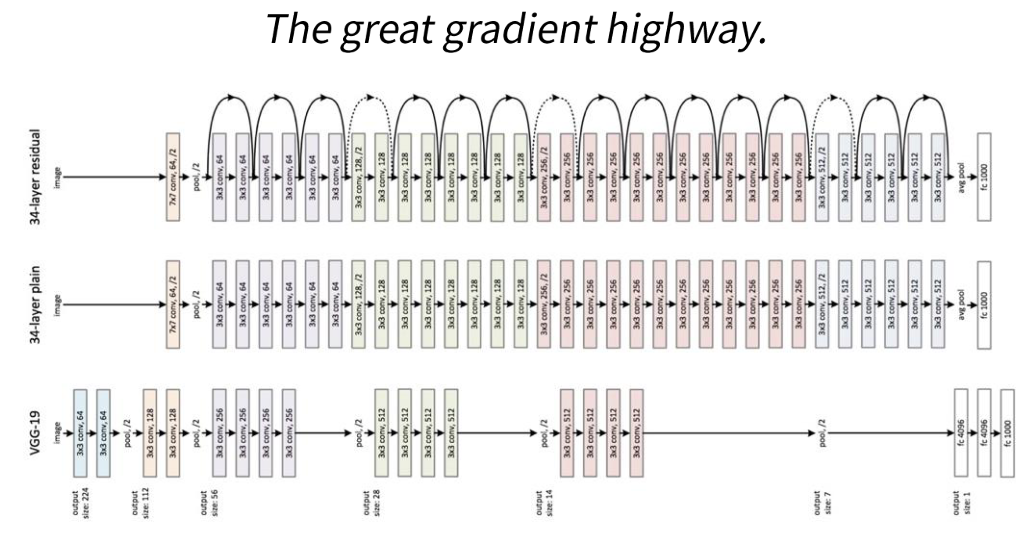 The great gradient highway.
34-layer residual
image
7x7 conv, 64, /2
pool, /2
3x3 conv, 64
3x3 conv, 64
3x3 conv, 64
3x3 conv, 64
3x3 conv, 64
3x3 conv, 64
3x3 conv, 128, /2
3x3 conv, 128
3x3 conv, 128
3x3 conv, 128
3x3 conv, 128
3x3 conv, 128
3x3 conv, 128
3x3 conv, 128
3x3 conv, 256, /2
3x3 conv, 256
3x3 conv, 256
3x3 conv, 256
3x3 conv, 256
3x3 conv, 256
3x3 conv, 256
3x3 conv, 256
3x3 conv, 256
3x3 conv, 256
3x3 conv, 256
3x3 conv, 256
3x3 conv, 512, /2
3x3 conv, 512
3x3 conv, 512
3x3 conv, 512
3x3 conv, 512
3x3 conv, 512
avg pool
fc 1000
34-layer plain
image
7x7 conv, 64, /2
pool, /2
3x3 conv, 64
3x3 conv, 64
3x3 conv, 64
3x3 conv, 64
3x3 conv, 64
3x3 conv, 64
3x3 conv, 128, /2
3x3 conv, 128
3x3 conv, 128
3x3 conv, 128
3x3 conv, 128
3x3 conv, 128
3x3 conv, 128
3x3 conv, 128
3x3 conv, 256, /2
3x3 conv, 256
3x3 conv, 256
3x3 conv, 256
3x3 conv, 256
3x3 conv, 256
3x3 conv, 256
3x3 conv, 256
3x3 conv, 256
3x3 conv, 256
3x3 conv, 256
3x3 conv, 256
3x3 conv, 512, /2
3x3 conv, 512
3x3 conv, 512
3x3 conv, 512
3x3 conv, 512
3x3 conv, 512
avg pool
fc 1000
VGG-19
image
3x3 conv, 64
3x3 conv, 64
pool, /2
3x3 conv, 128
3x3 conv, 128
pool, /2
3x3 conv, 256
3x3 conv, 256
3x3 conv, 256
3x3 conv, 256
pool, /2
3x3 conv, 512
3x3 conv, 512
3x3 conv, 512
3x3 conv, 512
pool, /2
3x3 conv, 512
3x3 conv, 512
3x3 conv, 512
3x3 conv, 512
pool, /2
fc 4096
fc 4096
fc 1000
output
size: 224
output
size: 112
output
size: 56
output
size: 28
output
size: 14
output
size: 7
output
size: 1